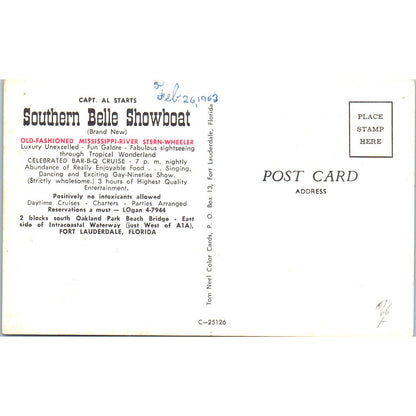 Feb. 26, 1963
CAPT. AL STARTS
Southern Belle Showboat
(Brand New)
OLD-FASHIONED MISSISSIPPI-RIVER STERN-WHEELER
Luxury Unexcelled - Fun Galore - Fabulous sightseeing
through Tropical Wonderland
CELEBRATED BAR-B-Q CRUISE - 7 p. m. nightly
Abundance of Really Enjoyable Food . . . Singing,
Dancing and Exciting Gay-Nineties Show.
(Strictly wholesome.) 3 hours of Highest Quality
Entertainment.
Positively no intoxicants allowed
Daytime Cruises - Charters - Parties Arranged
Reservations a must — LOgan 4-7944
2 blocks south Oakland Park Beach Bridge - East
side of Intracoastal Waterway (just West of A1A),
FORT LAUDERDALE, FLORIDA
Tom Neel Color Cards, P. O. Box 13, Fort Lauderdale, Florida
C-25126
PLACE
STAMP
HERE
POST CARD
ADDRESS